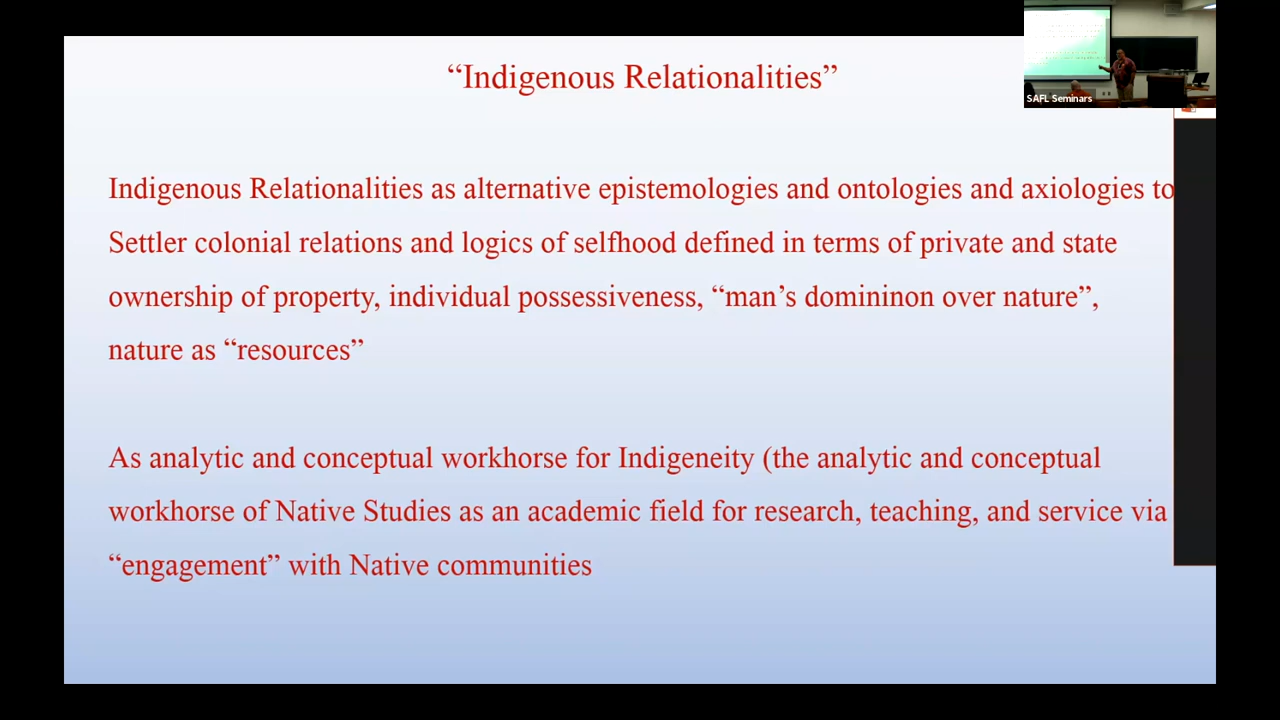 “Indigenous Relationalities”
Indigenous Relationalities as alternative epistemologies and ontologies and axiologies to
Settler colonial relations and logics of selfhood defined in terms of private and state
ownership of property, individual possessiveness, “man’s domininon over nature”,
nature as “resources”
As analytic and conceptual workhorse for Indigeneity (the analytic and conceptual
workhorse of Native Studies as an academic field for research, teaching, and service via
“engagement” with Native communities
SAFL Seminars